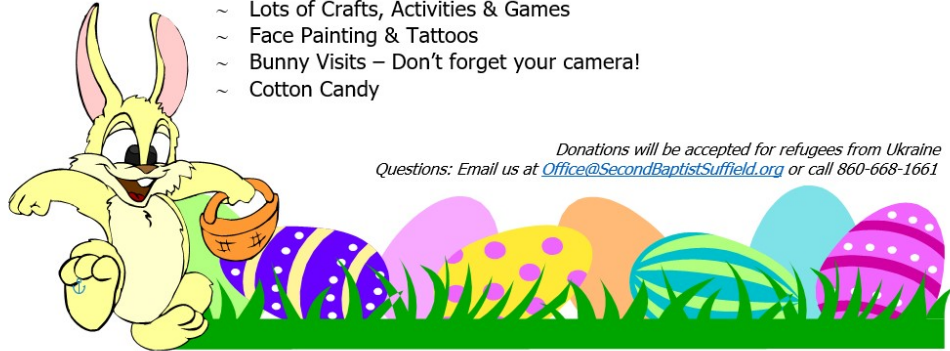 ~ Lots of Crafts, Activities & Games
~ Face Painting & Tattoos
~ Bunny Visits – Don’t forget your camera!
~ Cotton Candy
Donations will be accepted for refugees from Ukraine
Questions: Email us at Office@SecondBaptistSuffield.org or call 860-668-1661